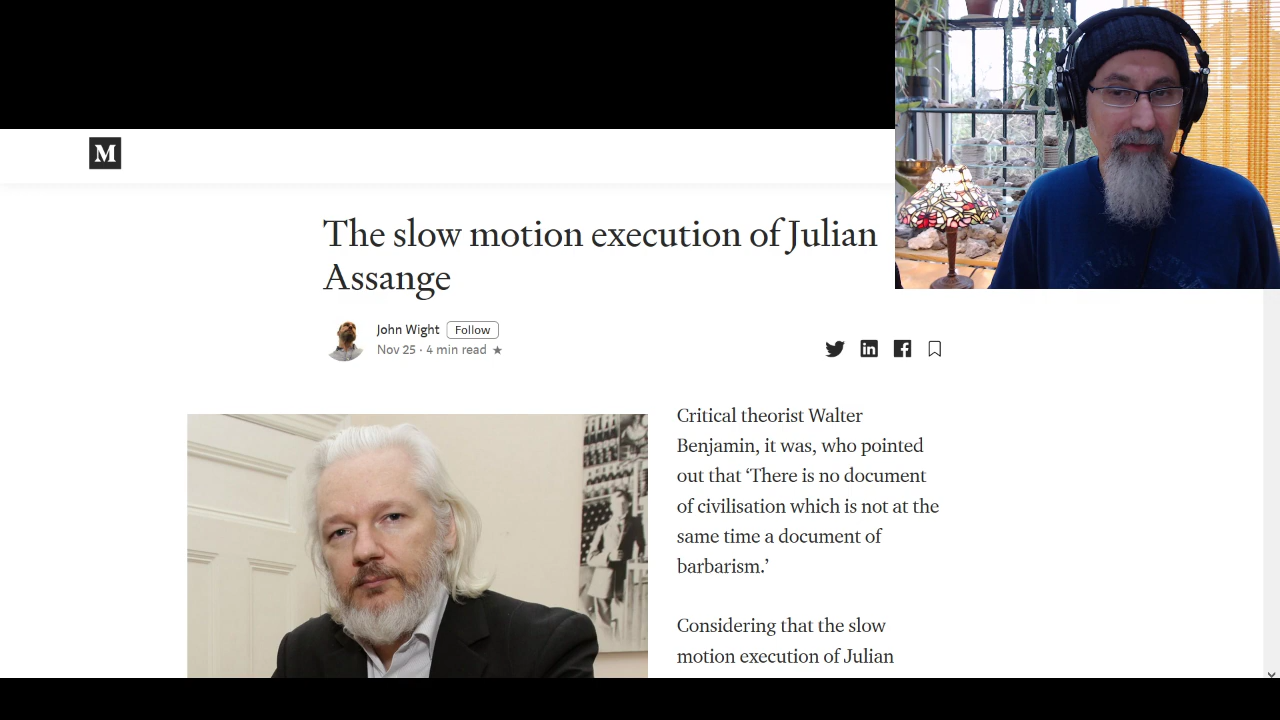 M
The slow motion execution of Julian
Assange
John Wight Follow
Nov 25 · 4 min read ★
Critical theorist Walter
Benjamin, it was, who pointed
out that ‘There is no document
of civilisation which is not at the
same time a document of
barbarism.’
Considering that the slow
motion execution of Julian